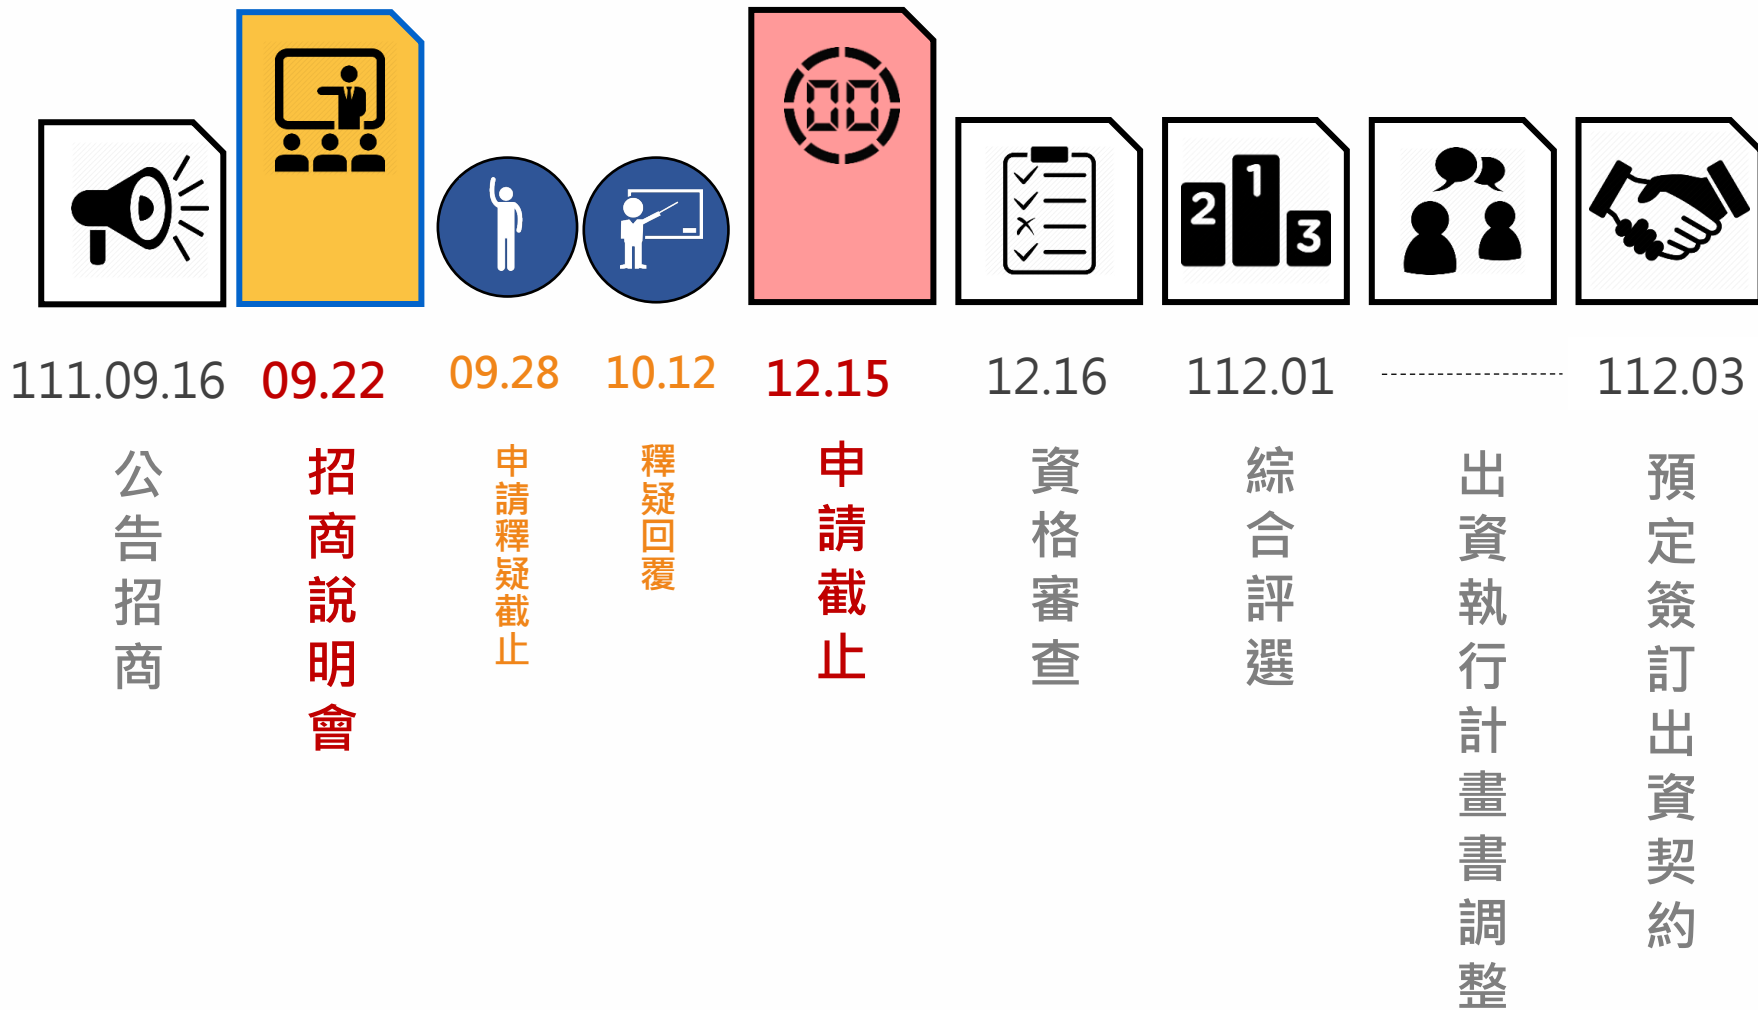 00
2
1
3
111.09.16
09.22
09.28
10.12
12.15
12.16
112.01
112.03
公告招商
招商說明會
申請釋疑截止
釋疑回覆
申請截止
資格審查
綜合評選
出資執行計畫書調整
預定簽訂出資契約